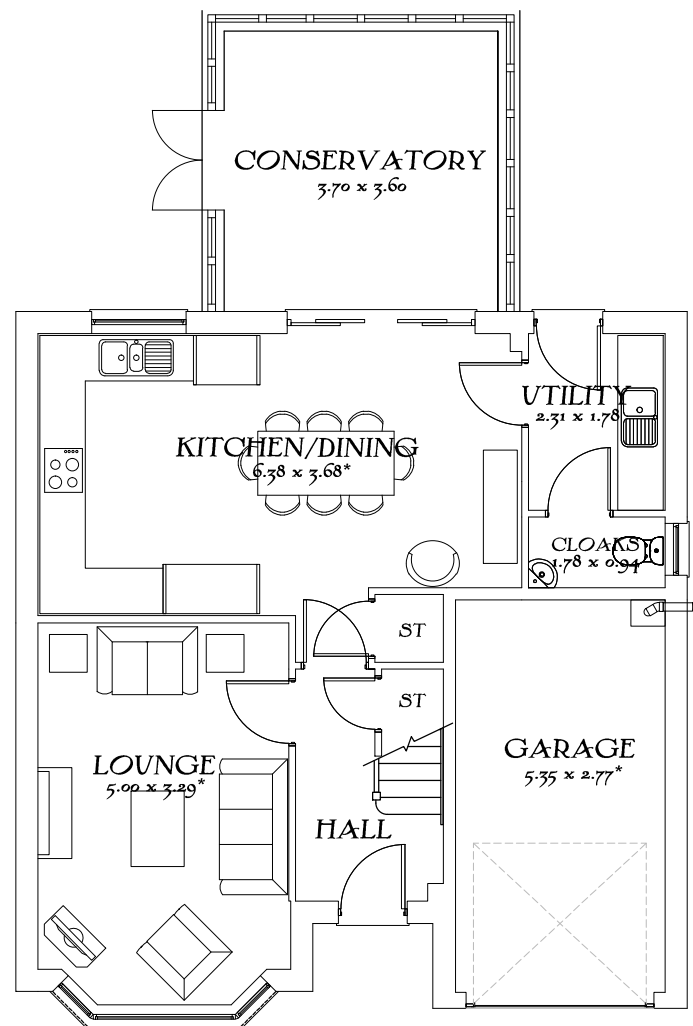 CONSERVATORY
3.70 x 3.60
UTILITY
2.31 x 1.78
KITCHEN/DINING
6.38 x 3.68*
CLOAKS
1.78 x 0.94
ST
ST
GARAGE
5.35 x 2.77*
LOUNGE
5.00 x 3.29*
HALL